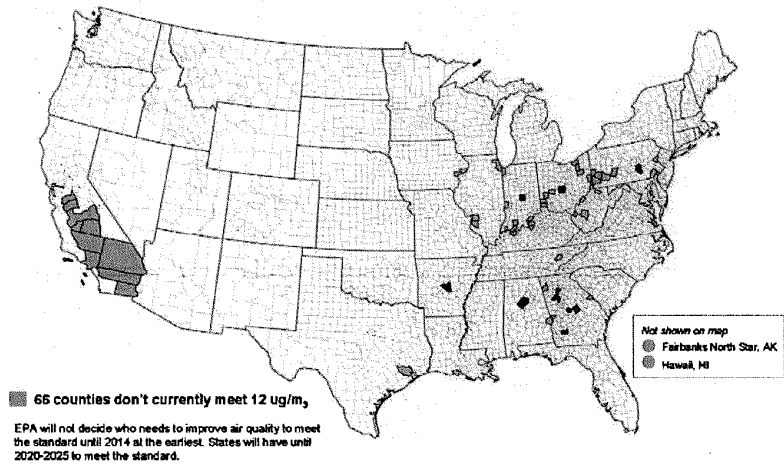 Not shown on map
Fairbanks North Star, AK
Hawaii, HI
66 counties don't currently meet 12 ug/m3
EPA will not decide who needs to improve air quality to meet
the standard until 2014 at the earliest. States will have until
2020-2025 to meet the standard.